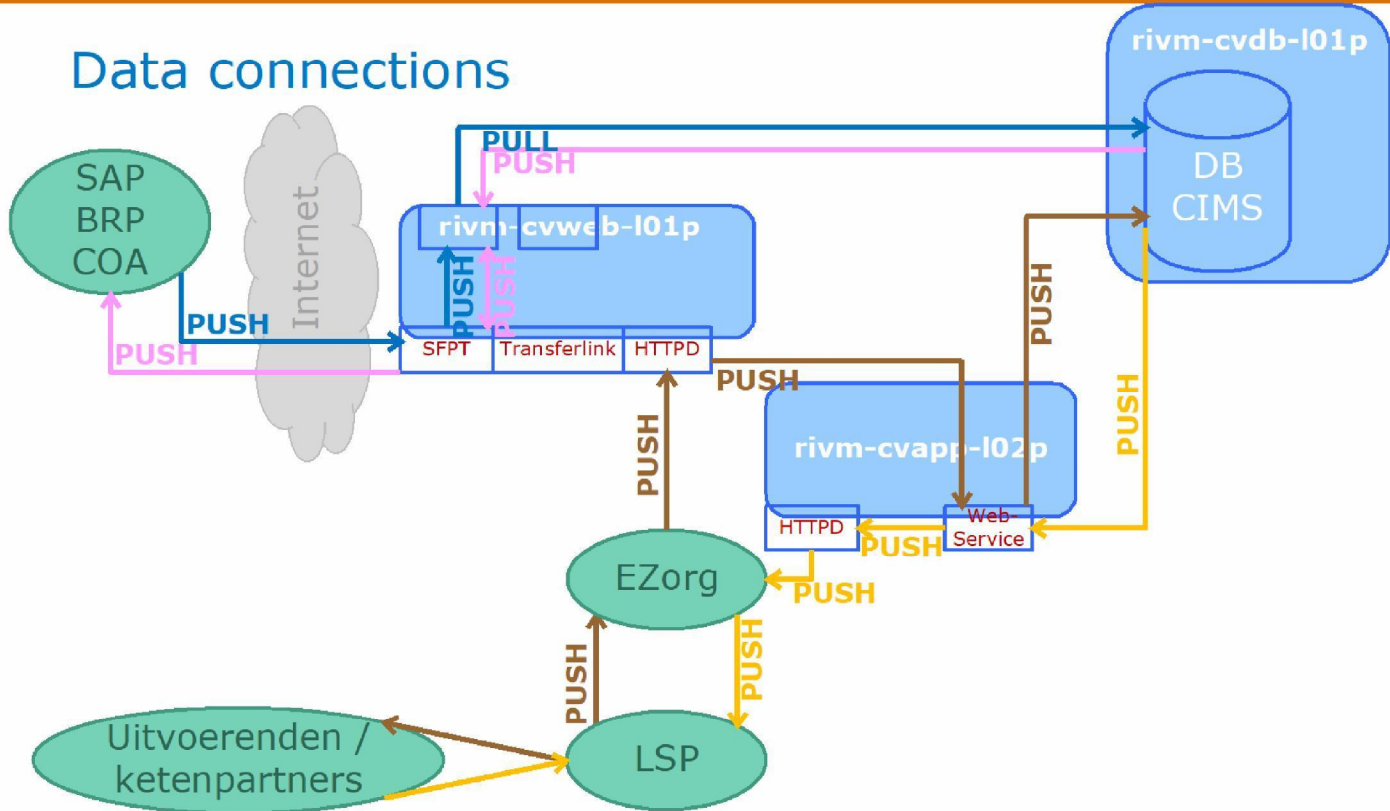 Data connections
rivm-cvdb-l01p
DB
CIMS
PULL
PUSH
SAP
BRP
COA
Internet
rivm-cvweb-l01p
PUSH
PUSH
PUSH
PUSH
SFPT
Transferlink
HTTPD
PUSH
PUSH
PUSH
PUSH
rivm-cvapp-l02p
HTTPD
Web-
Service
PUSH
PUSH
EZorg
PUSH
PUSH
Uitvoerenden /
ketenpartners
LSP